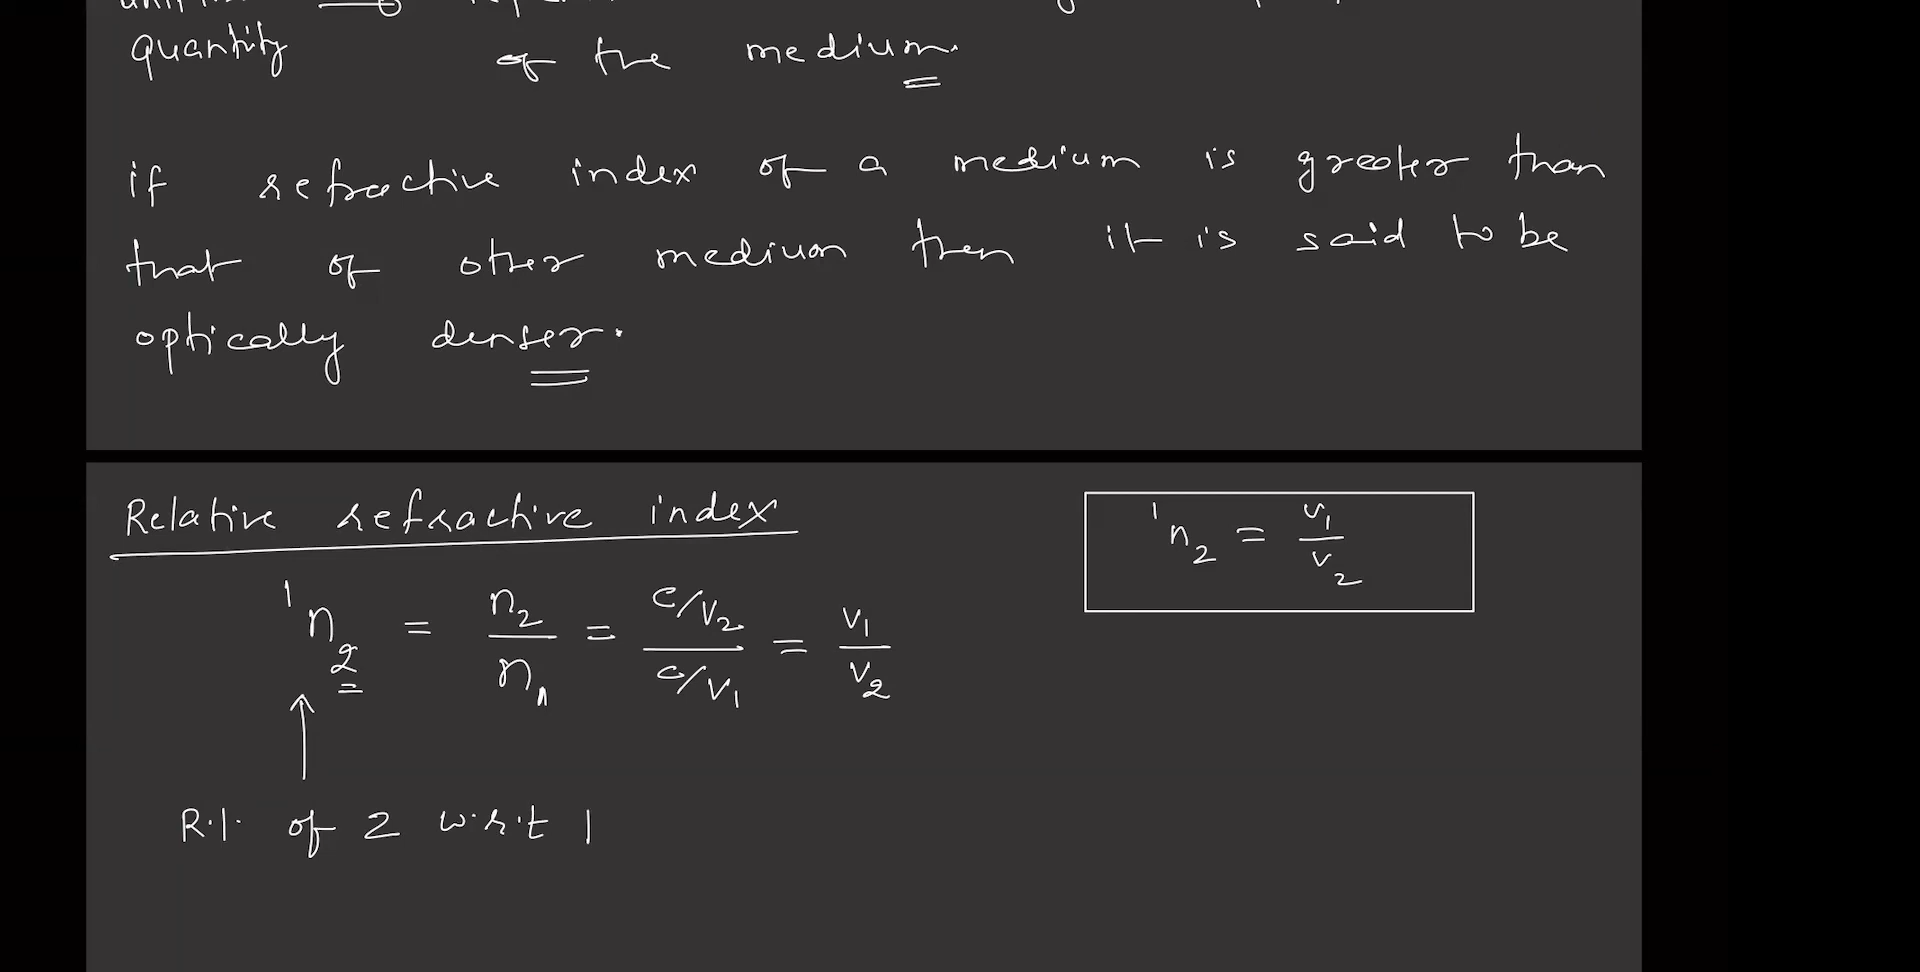 quantity of the medium.
if refractive index of a medium is greater than
that of other medium then it is said to be
optically denser.
Relative refractive index
¹n₂ = v₁/v₂
¹n₂ = n₂/n₁ = (c/v₂)/(c/v₁) = v₁/v₂
R.I. of 2 w.r.t 1